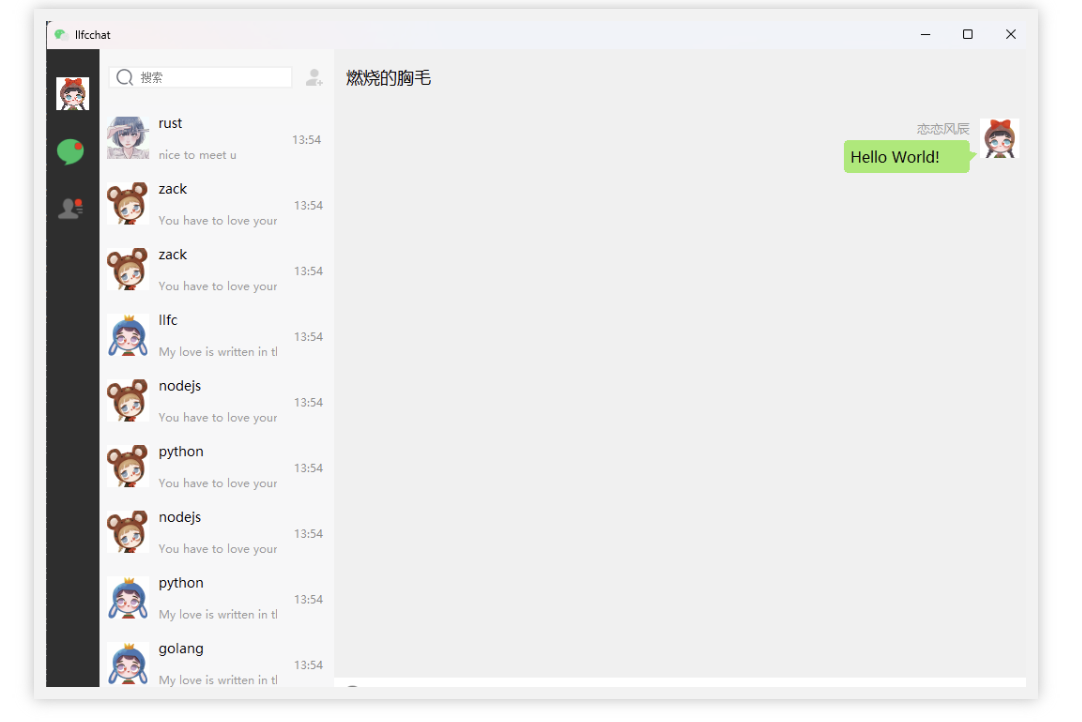 llfcchat
搜索
燃烧的胸毛
恋恋风辰
Hello World!
rust
13:54
nice to meet u
zack
13:54
You have to love your
zack
13:54
You have to love your
llfc
13:54
My love is written in tl
nodejs
13:54
You have to love your
python
13:54
You have to love your
nodejs
13:54
You have to love your
python
13:54
My love is written in tl
golang
13:54
My love is written in tl